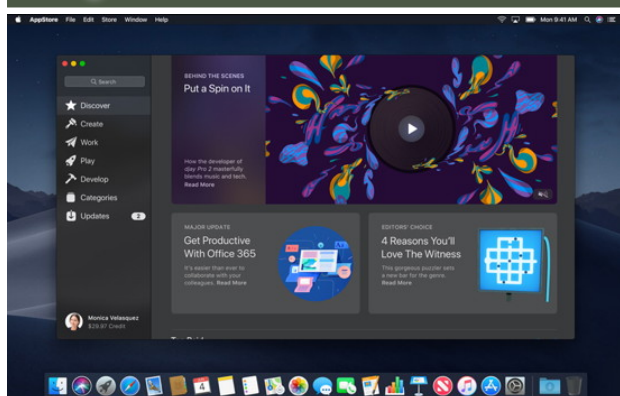 AppStore File Edit Store Window Help
Mon 9:41 AM
Search
Discover
Create
Work
Play
Develop
Categories
Updates 2
Monica Velasquez
$29.97 Credit
BEHIND THE SCENES
Put a Spin on It
How the developer of
djay Pro 2 masterfully
blends music and tech.
Read More
MAJOR UPDATE
Get Productive
With Office 365
It's easier than ever to
collaborate with your
colleagues. Read More
EDITORS' CHOICE
4 Reasons You'll
Love The Witness
This gorgeous puzzler sets
a new bar for the genre.
Read More
4